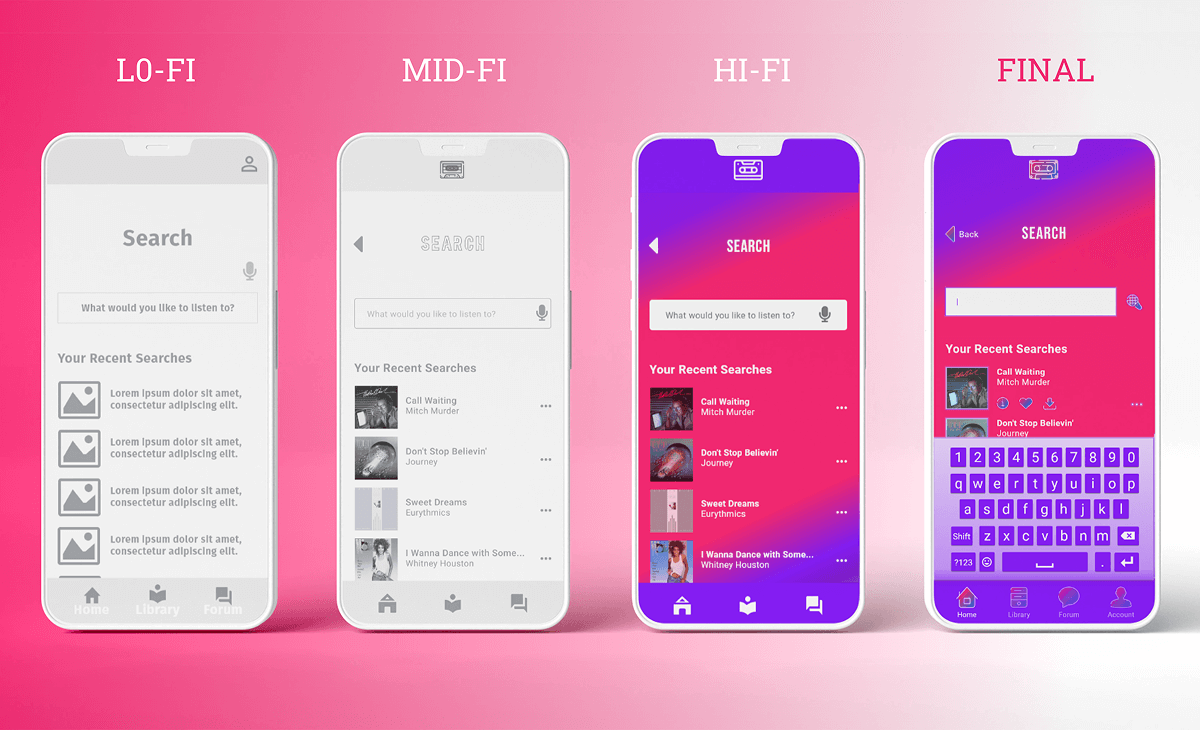 L0-FI
MID-FI
HI-FI
FINAL
Search
What would you like to listen to?
Your Recent Searches
Lorem ipsum dolor sit amet,
consectetur adipiscing elit.
Lorem ipsum dolor sit amet,
consectetur adipiscing elit.
Lorem ipsum dolor sit amet,
consectetur adipiscing elit.
Lorem ipsum dolor sit amet,
consectetur adipiscing elit.
Home Library Forum
SEARCH
What would you like to listen to?
Your Recent Searches
Call Waiting
Mitch Murder
Don't Stop Believin'
Journey
Sweet Dreams
Eurythmics
I Wanna Dance with Some...
Whitney Houston
SEARCH
What would you like to listen to?
Your Recent Searches
Call Waiting
Mitch Murder
Don't Stop Believin'
Journey
Sweet Dreams
Eurythmics
I Wanna Dance with Some...
Whitney Houston
Back SEARCH
Your Recent Searches
Call Waiting
Mitch Murder
Don't Stop Believin'
Journey
1 2 3 4 5 6 7 8 9 0
q w e r t y u i o p
a s d f g h j k l
Shift z x c v b n m
?123 .
Home Library Forum Account